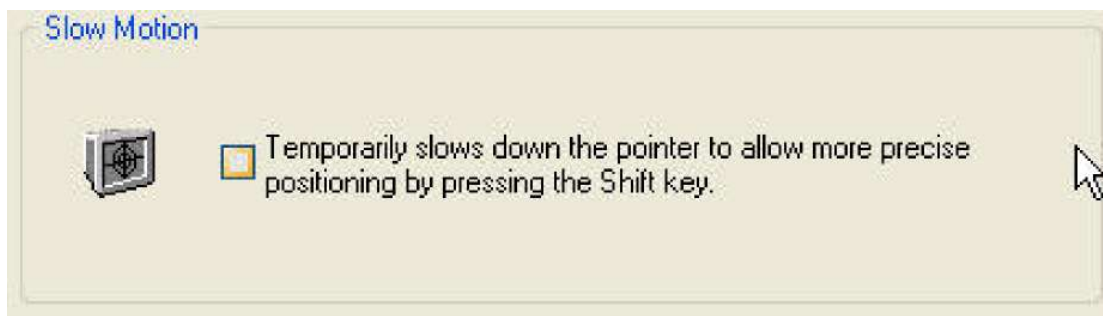 Slow Motion
Temporarily slows down the pointer to allow more precise
positioning by pressing the Shift key.